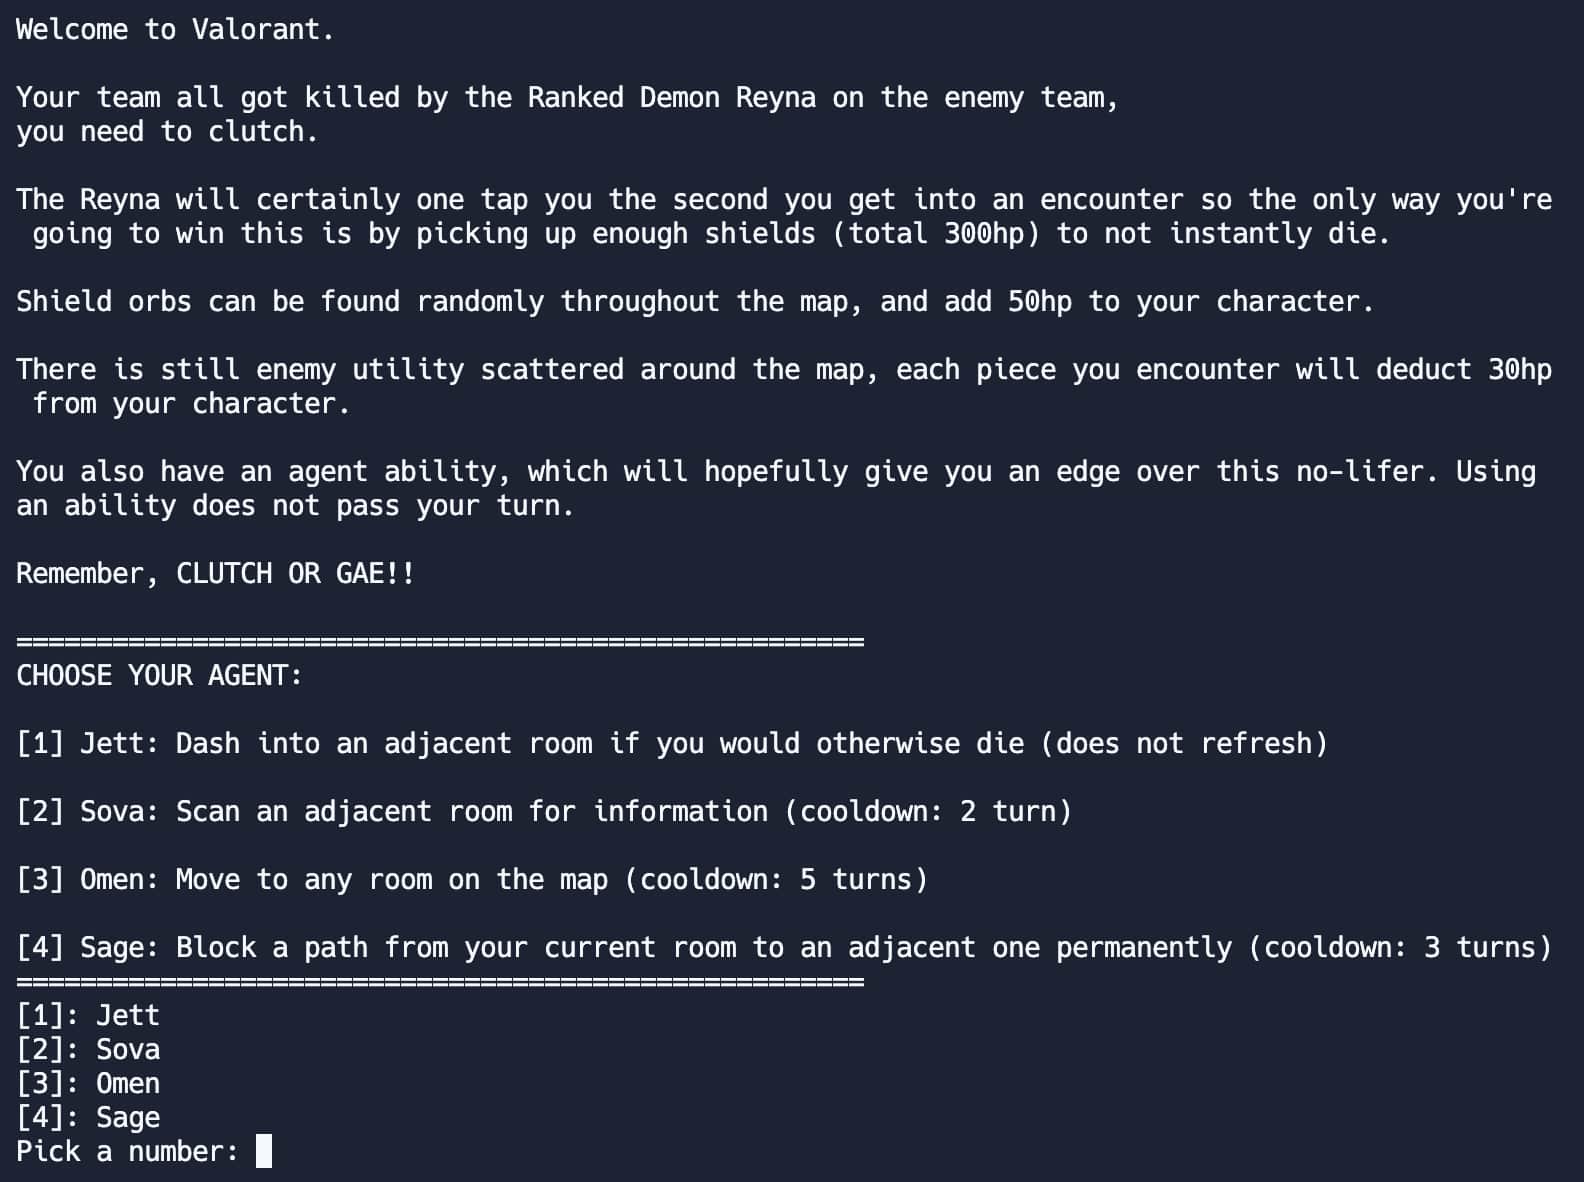 Welcome to Valorant.
Your team all got killed by the Ranked Demon Reyna on the enemy team,
you need to clutch.
The Reyna will certainly one tap you the second you get into an encounter so the only way you're
going to win this is by picking up enough shields (total 300hp) to not instantly die.
Shield orbs can be found randomly throughout the map, and add 50hp to your character.
There is still enemy utility scattered around the map, each piece you encounter will deduct 30hp
from your character.
You also have an agent ability, which will hopefully give you an edge over this no-lifer. Using
an ability does not pass your turn.
Remember, CLUTCH OR GAE!!
=====================================================
CHOOSE YOUR AGENT:
[1] Jett: Dash into an adjacent room if you would otherwise die (does not refresh)
[2] Sova: Scan an adjacent room for information (cooldown: 2 turn)
[3] Omen: Move to any room on the map (cooldown: 5 turns)
[4] Sage: Block a path from your current room to an adjacent one permanently (cooldown: 3 turns)
=====================================================
[1]: Jett
[2]: Sova
[3]: Omen
[4]: Sage
Pick a number: